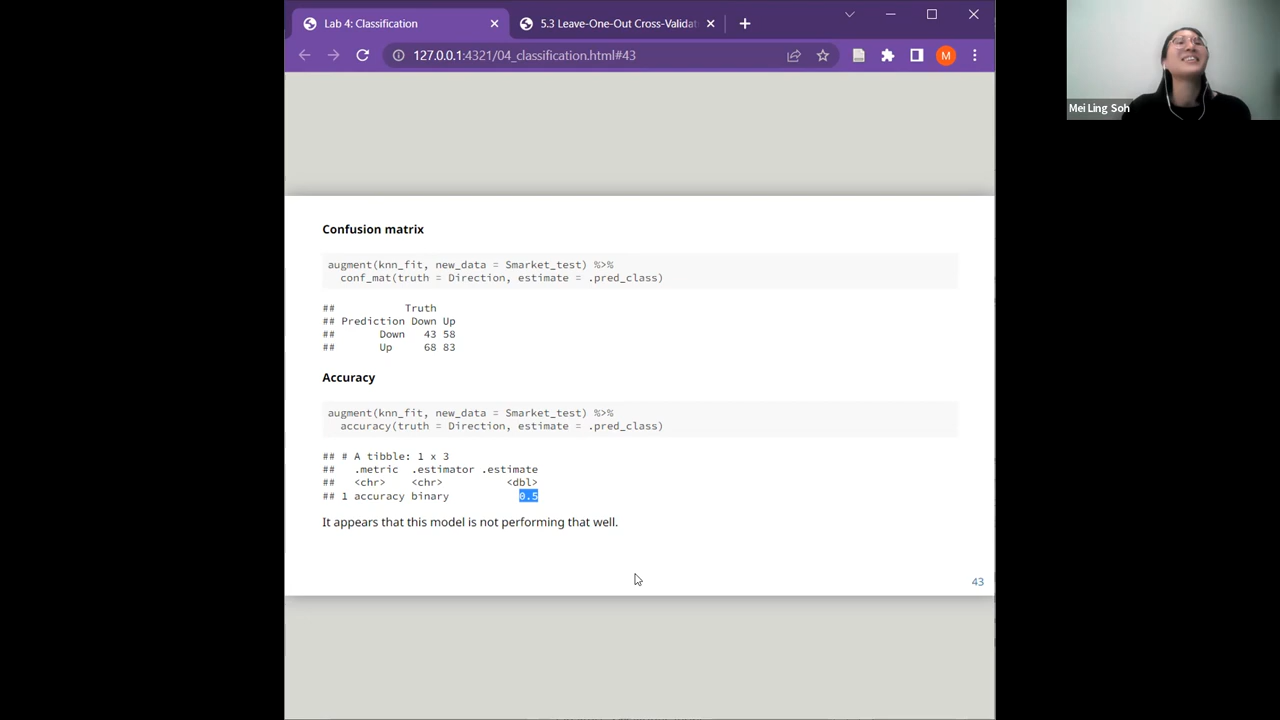 Lab 4: Classification
5.3 Leave-One-Out Cross-Validat
127.0.0.1:4321/04_classification.html#43
M
Mei Ling Soh
Confusion matrix
augment(knn_fit, new_data = Smarket_test) %>%
conf_mat(truth = Direction, estimate = .pred_class)
## Truth
## Prediction Down Up
## Down 43 58
## Up 68 83
Accuracy
augment(knn_fit, new_data = Smarket_test) %>%
accuracy(truth = Direction, estimate = .pred_class)
## # A tibble: 1 x 3
## .metric .estimator .estimate
## <chr> <chr> <dbl>
## 1 accuracy binary 0.5
It appears that this model is not performing that well.
43